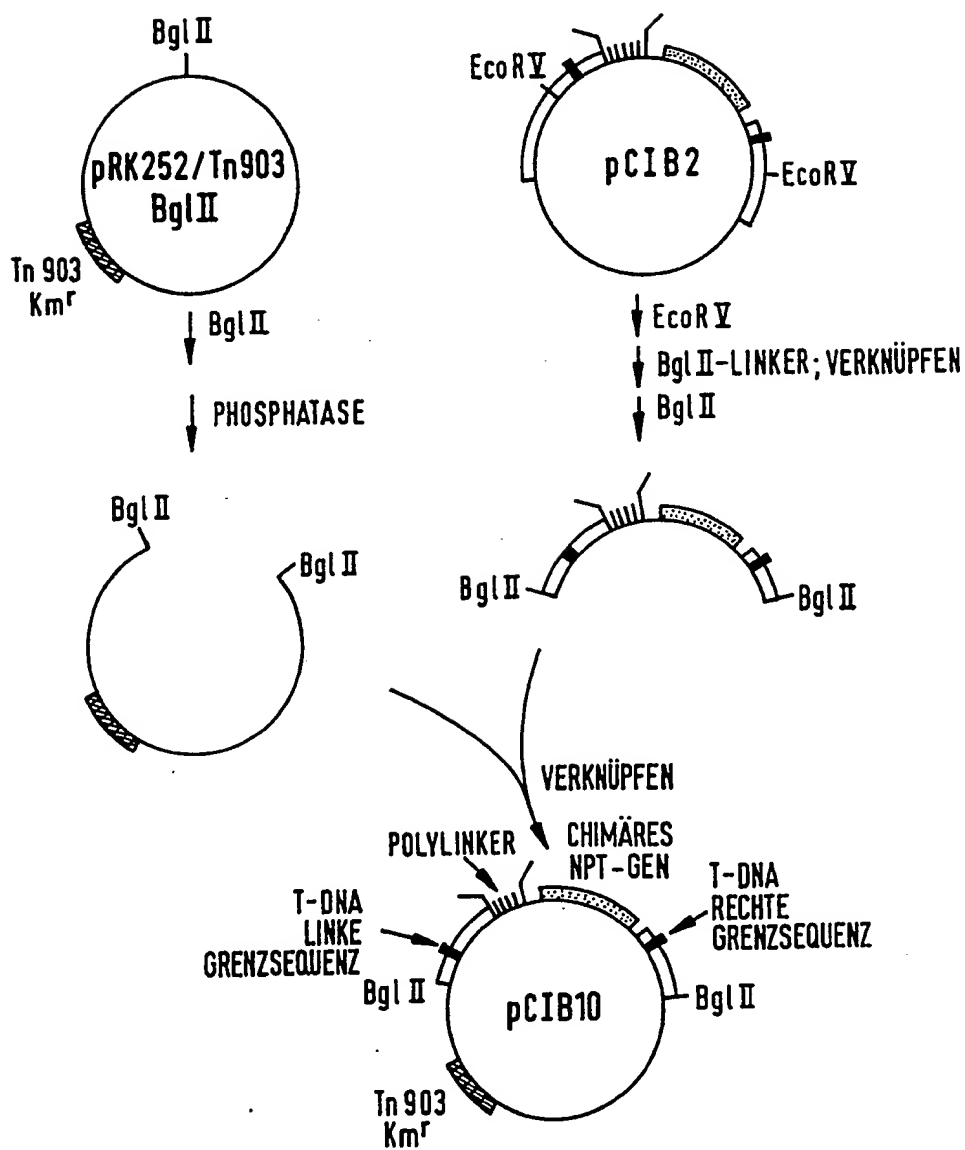 Bgl II
pRK252/Tn903
Bgl II
Tn 903
Kmʳ
EcoR V
pCIB2
EcoR V
Bgl II
PHOSPHATASE
EcoR V
Bgl II-LINKER; VERKNÜPFEN
Bgl II
Bgl II
Bgl II
Bgl II
Bgl II
VERKNÜPFEN
POLYLINKER
CHIMÄRES
NPT-GEN
T-DNA
LINKE
GRENZSEQUENZ
T-DNA
RECHTE
GRENZSEQUENZ
Bgl II
Bgl II
pCIB10
Tn 903
Kmʳ